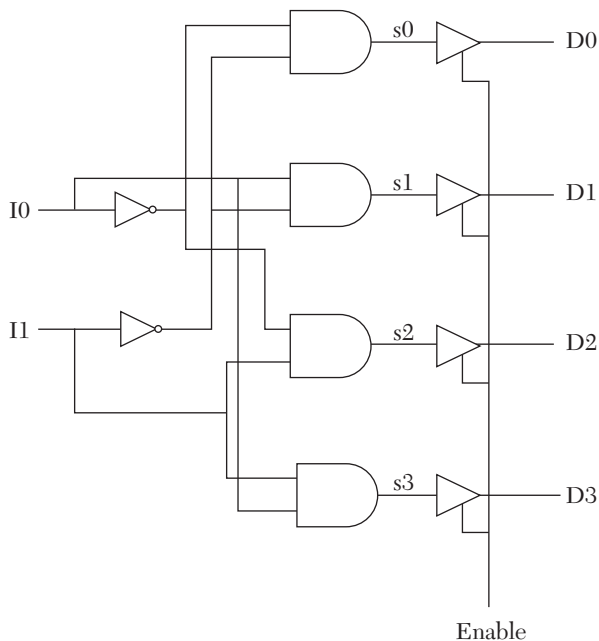 s0 D0
s1 D1
I0
I1
s2 D2
s3 D3
Enable